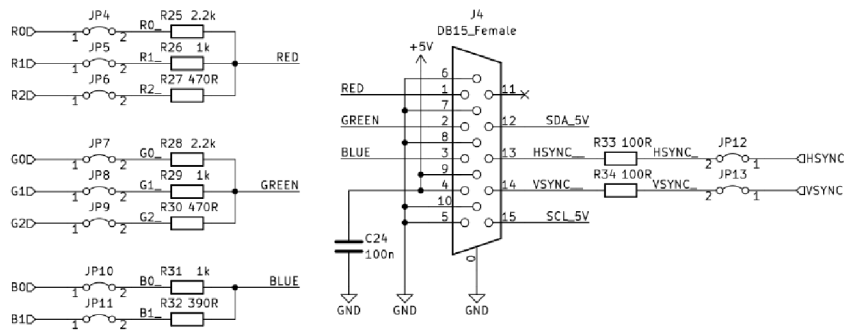 R0 1 JP4 2 R0_ R25 2.2k
R1 1 JP5 2 R1_ R26 1k RED
R2 1 JP6 2 R2_ R27 470R
G0 1 JP7 2 G0_ R28 2.2k
G1 1 JP8 2 G1_ R29 1k GREEN
G2 1 JP9 2 G2_ R30 470R
B0 1 JP10 2 B0_ R31 1k BLUE
B1 1 JP11 2 B1_ R32 390R
J4
DB15_Female
+5V
6
RED 1 11
7
GREEN 2 12 SDA_5V
8
BLUE 3 13 HSYNC__ R33 100R HSYNC_ 2 JP12 1 HSYNC
9
4 14 VSYNC__ R34 100R VSYNC_ 2 JP13 1 VSYNC
10
5 15 SCL_5V
0
C24
100n
GND GND GND